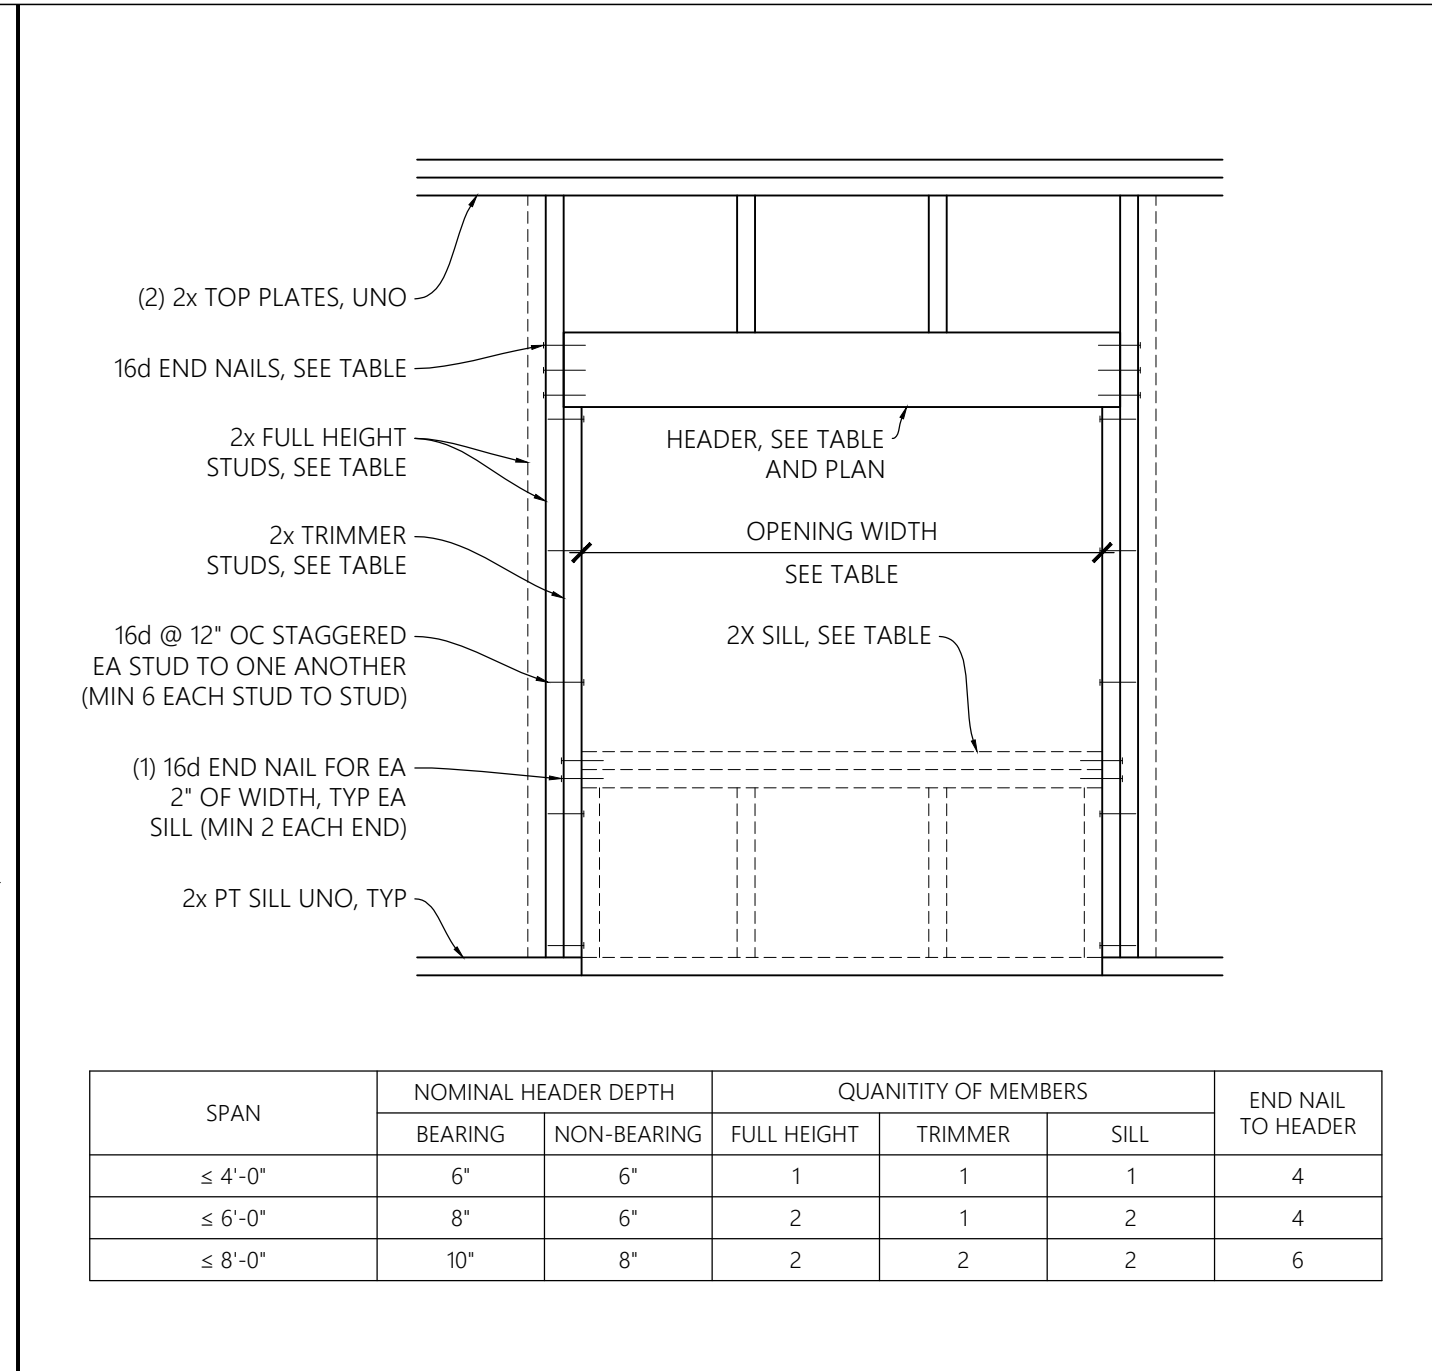 (2) 2x TOP PLATES, UNO
16d END NAILS, SEE TABLE
2x FULL HEIGHT
STUDS, SEE TABLE
HEADER, SEE TABLE
AND PLAN
2x TRIMMER
STUDS, SEE TABLE
OPENING WIDTH
SEE TABLE
16d @ 12" OC STAGGERED
EA STUD TO ONE ANOTHER
(MIN 6 EACH STUD TO STUD)
2X SILL, SEE TABLE
(1) 16d END NAIL FOR EA
2" OF WIDTH, TYP EA
SILL (MIN 2 EACH END)
2x PT SILL UNO, TYP
SPAN NOMINAL HEADER DEPTH QUANITITY OF MEMBERS END NAIL
TO HEADER
BEARING NON-BEARING FULL HEIGHT TRIMMER SILL
≤ 4'-0" 6" 6" 1 1 1 4
≤ 6'-0" 8" 6" 2 1 2 4
≤ 8'-0" 10" 8" 2 2 2 6